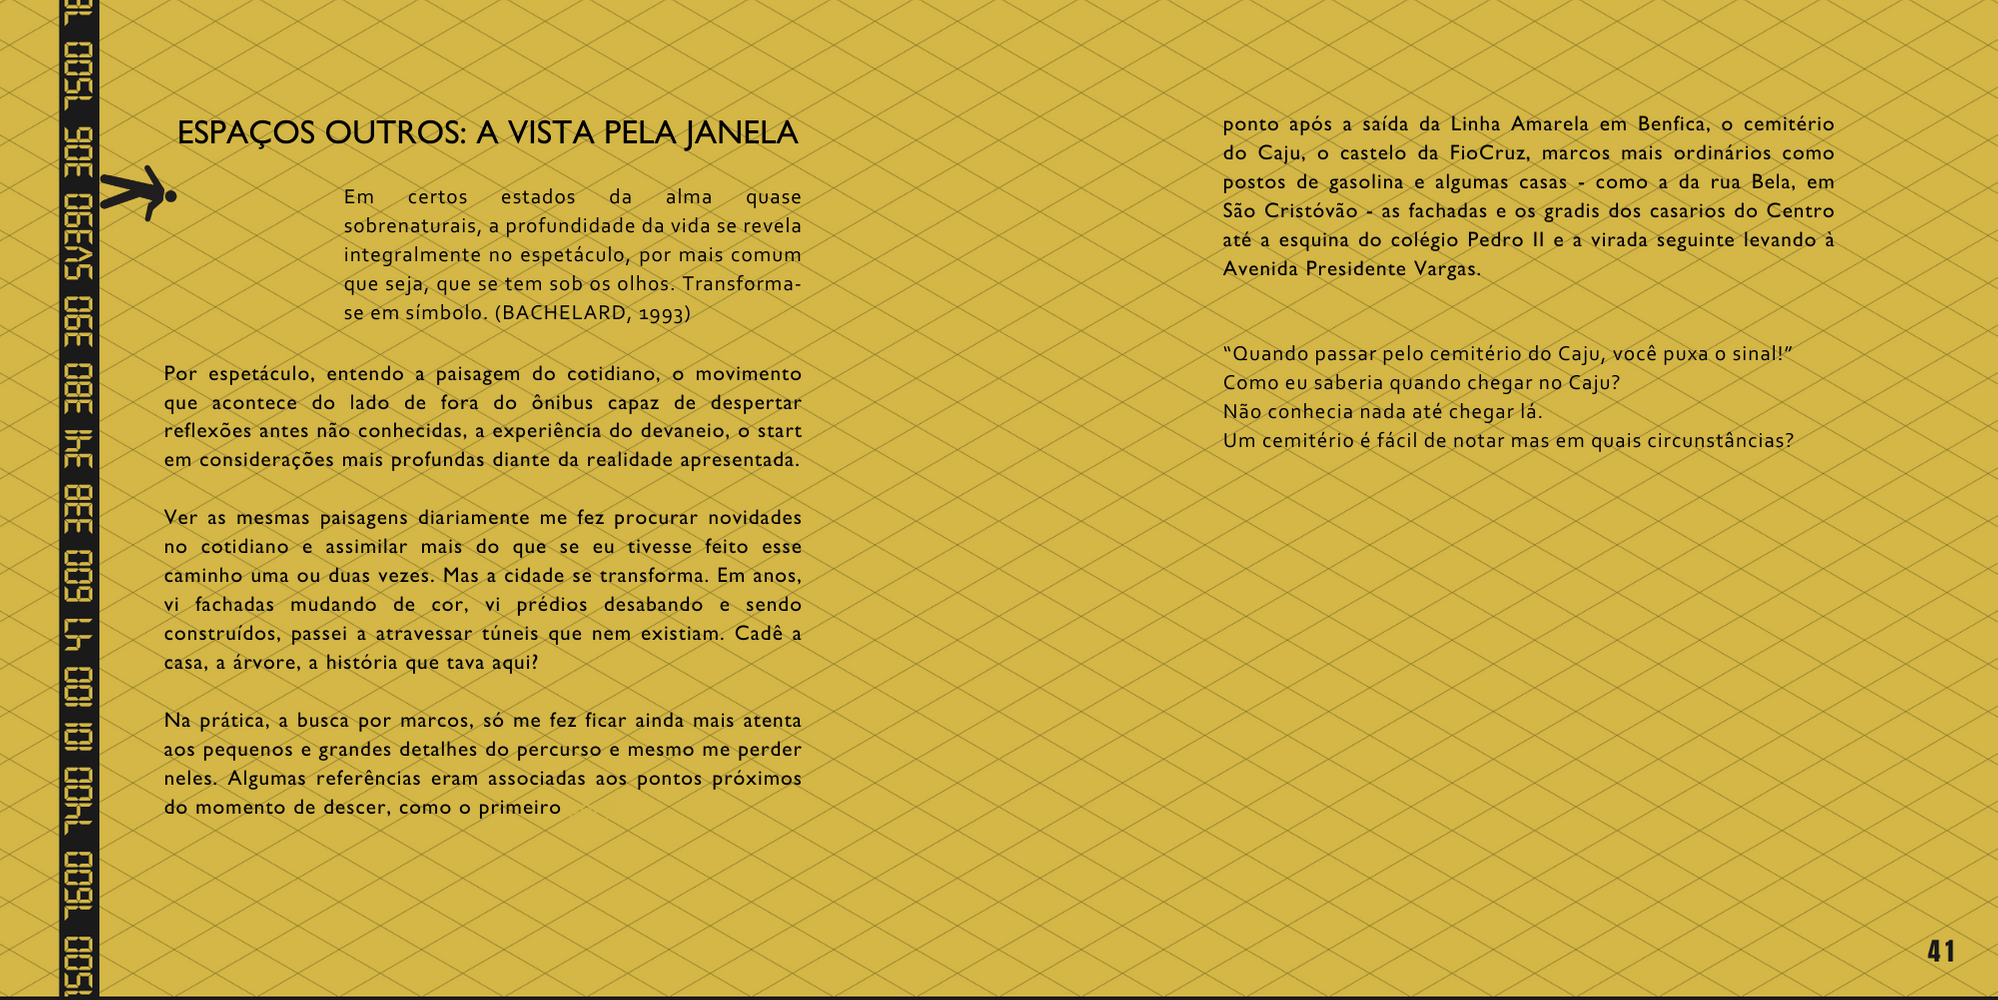 ESPAÇOS OUTROS: A VISTA PELA JANELA
Em certos estados da alma quase
sobrenaturais, a profundidade da vida se revela
integralmente no espetáculo, por mais comum
que seja, que se tem sob os olhos. Transforma-
se em símbolo. (BACHELARD, 1993)
Por espetáculo, entendo a paisagem do cotidiano, o movimento
que acontece do lado de fora do ônibus capaz de despertar
reflexões antes não conhecidas, a experiência do devaneio, o start
em considerações mais profundas diante da realidade apresentada.
Ver as mesmas paisagens diariamente me fez procurar novidades
no cotidiano e assimilar mais do que se eu tivesse feito esse
caminho uma ou duas vezes. Mas a cidade se transforma. Em anos,
vi fachadas mudando de cor, vi prédios desabando e sendo
construídos, passei a atravessar túneis que nem existiam. Cadê a
casa, a árvore, a história que tava aqui?
Na prática, a busca por marcos, só me fez ficar ainda mais atenta
aos pequenos e grandes detalhes do percurso e mesmo me perder
neles. Algumas referências eram associadas aos pontos próximos
do momento de descer, como o primeiro
ponto após a saída da Linha Amarela em Benfica, o cemitério
do Caju, o castelo da FioCruz, marcos mais ordinários como
postos de gasolina e algumas casas - como a da rua Bela, em
São Cristóvão - as fachadas e os gradis dos casarios do Centro
até a esquina do colégio Pedro II e a virada seguinte levando à
Avenida Presidente Vargas.
“Quando passar pelo cemitério do Caju, você puxa o sinal!”
Como eu saberia quando chegar no Caju?
Não conhecia nada até chegar lá.
Um cemitério é fácil de notar mas em quais circunstâncias?
41